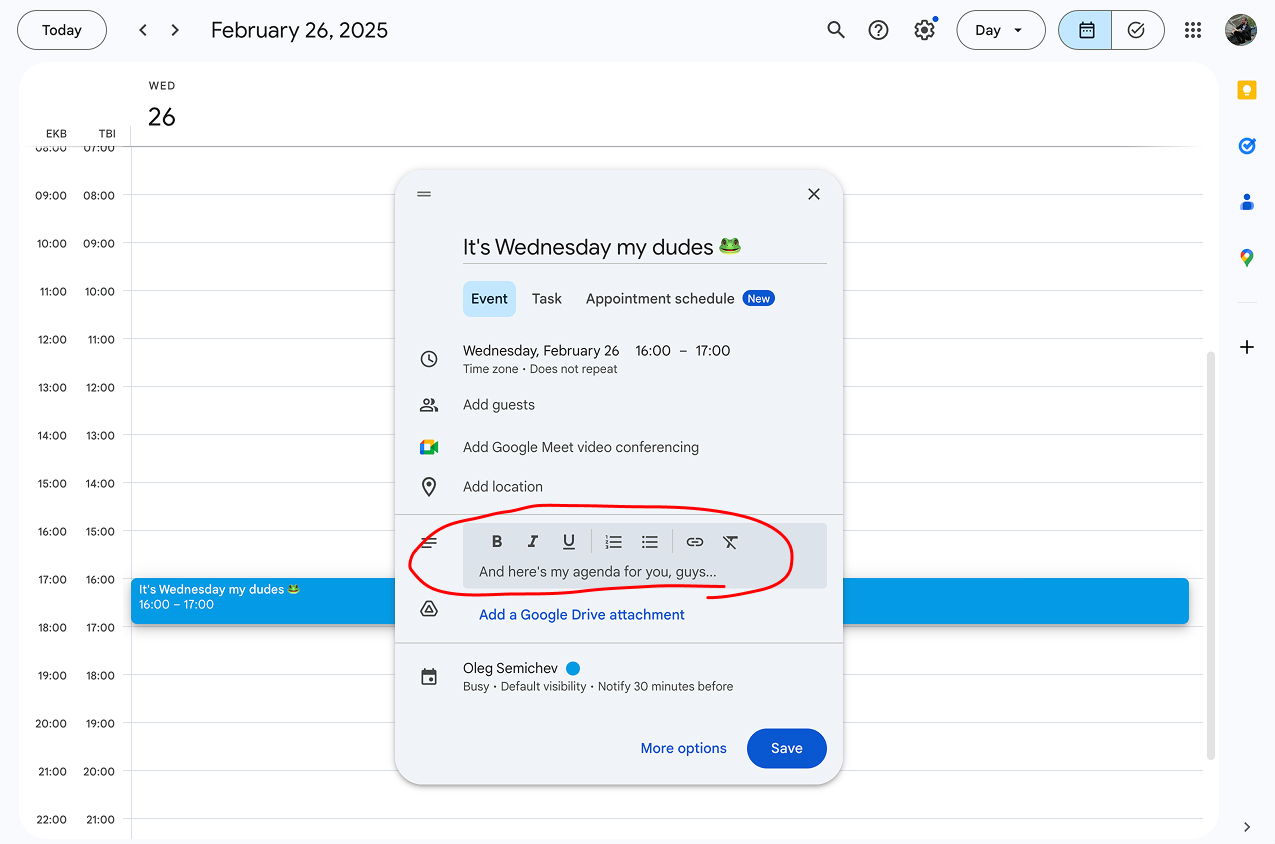 Today
February 26, 2025
Day
WED
26
EKB TBI
08:00 07:00
09:00 08:00
10:00 09:00
11:00 10:00
12:00 11:00
13:00 12:00
14:00 13:00
15:00 14:00
16:00 15:00
17:00 16:00
18:00 17:00
19:00 18:00
20:00 19:00
21:00 20:00
22:00 21:00
It's Wednesday my dudes 🐸
16:00 – 17:00
It's Wednesday my dudes 🐸
Event Task Appointment schedule New
Wednesday, February 26 16:00 – 17:00
Time zone • Does not repeat
Add guests
Add Google Meet video conferencing
Add location
B I U
And here's my agenda for you, guys...
Add a Google Drive attachment
Oleg Semichev
Busy • Default visibility • Notify 30 minutes before
More options Save